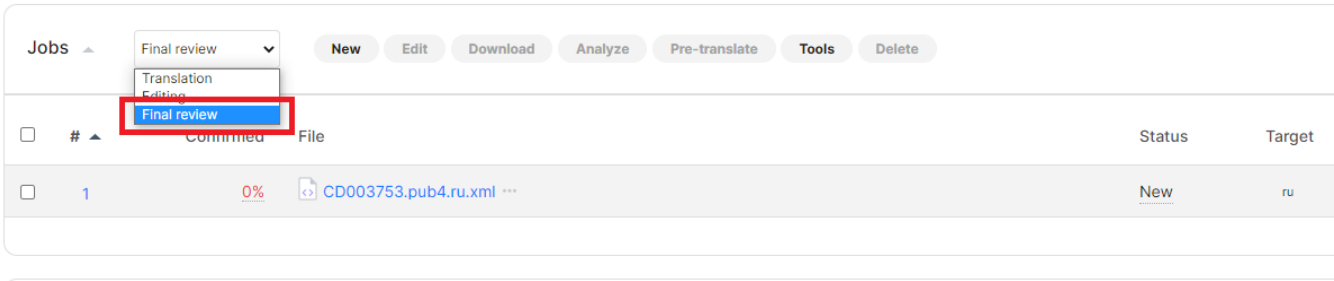 Jobs Final review New Edit Download Analyze Pre-translate Tools Delete
Translation
Editing
Final review
# Confirmed File Status Target
1 0% CD003753.pub4.ru.xml ··· New ru